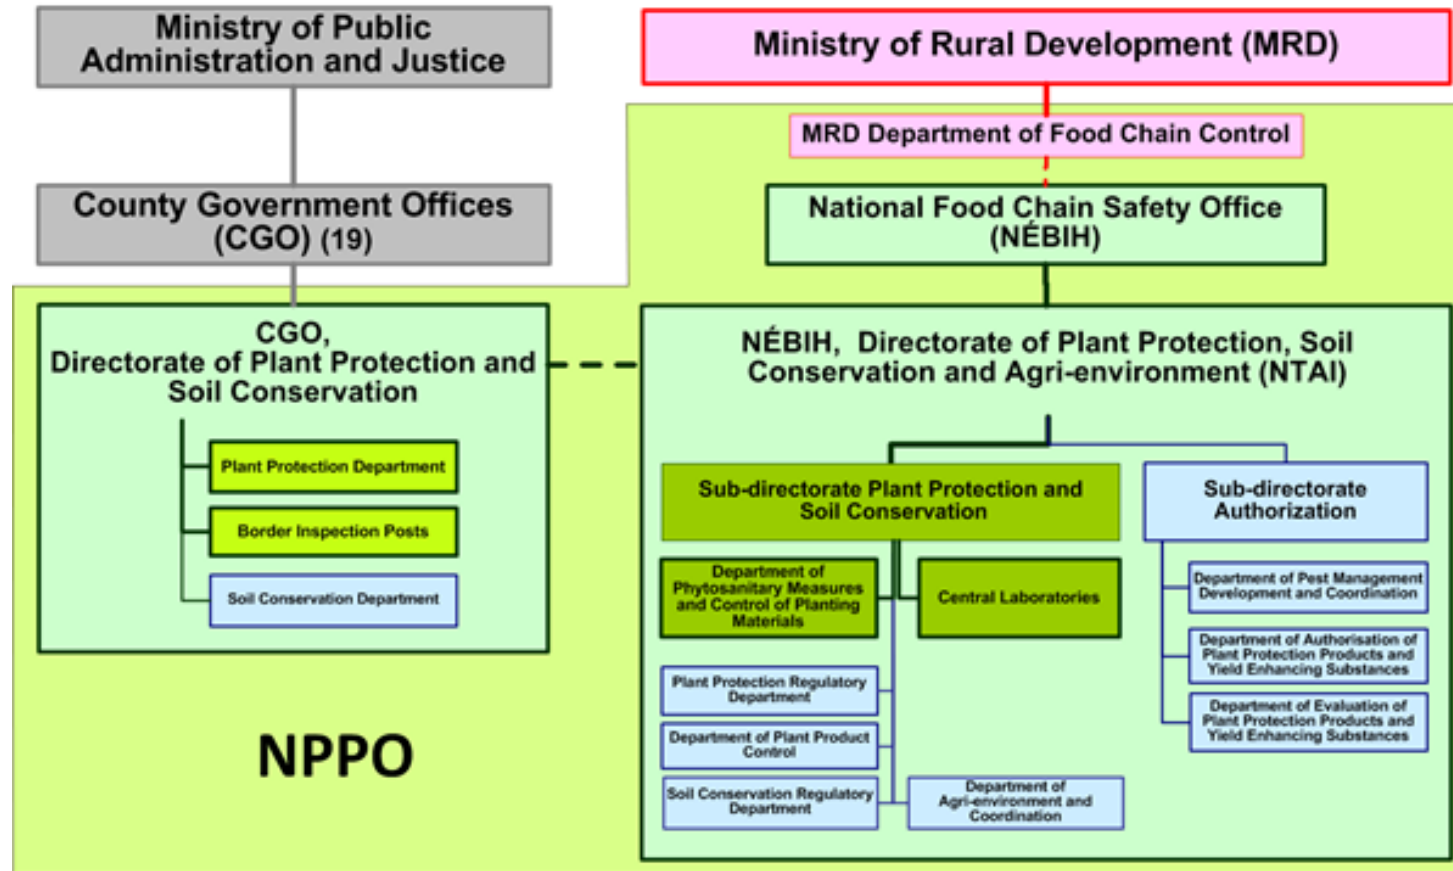 Ministry of Public
Administration and Justice
Ministry of Rural Development (MRD)
MRD Department of Food Chain Control
County Government Offices
(CGO) (19)
National Food Chain Safety Office
(NÉBIH)
CGO,
Directorate of Plant Protection and
Soil Conservation
Plant Protection Department
Border Inspection Posts
Soil Conservation Department
NÉBIH, Directorate of Plant Protection, Soil
Conservation and Agri-environment (NTAI)
Sub-directorate Plant Protection and
Soil Conservation
Department of
Phytosanitary Measures
and Control of Planting
Materials
Central Laboratories
Plant Protection Regulatory
Department
Department of Plant Product
Control
Soil Conservation Regulatory
Department
Department of
Agri-environment and
Coordination
Sub-directorate
Authorization
Department of Pest Management
Development and Coordination
Department of Authorisation of
Plant Protection Products and
Yield Enhancing Substances
Department of Evaluation of
Plant Protection Products and
Yield Enhancing Substances
NPPO